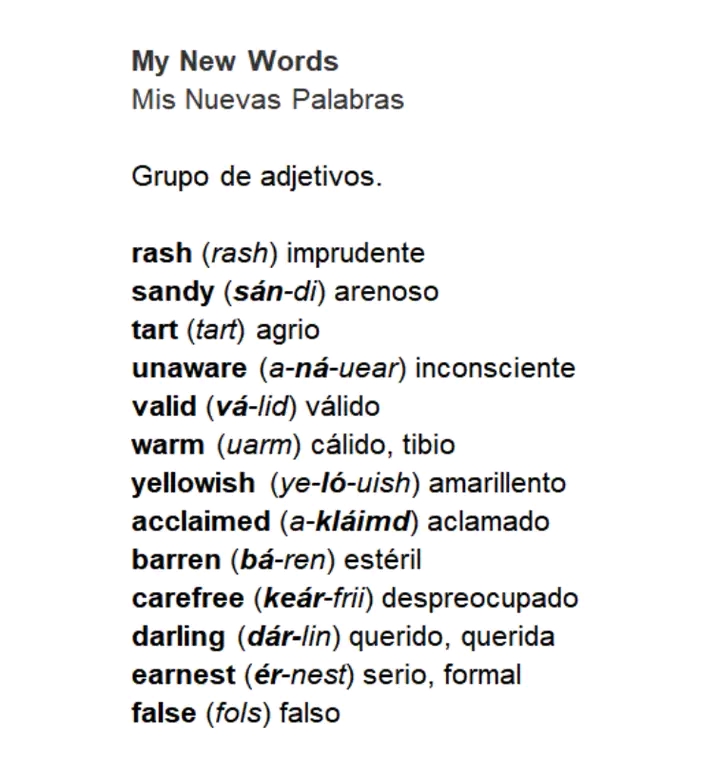 My New Words
Mis Nuevas Palabras
Grupo de adjetivos.
rash (rash) imprudente
sandy (sán-di) arenoso
tart (tart) agrio
unaware (a-ná-uear) inconsciente
valid (vá-lid) válido
warm (uarm) cálido, tibio
yellowish (ye-ló-uish) amarillento
acclaimed (a-kláimd) aclamado
barren (bá-ren) estéril
carefree (keár-frii) despreocupado
darling (dár-lin) querido, querida
earnest (ér-nest) serio, formal
false (fols) falso